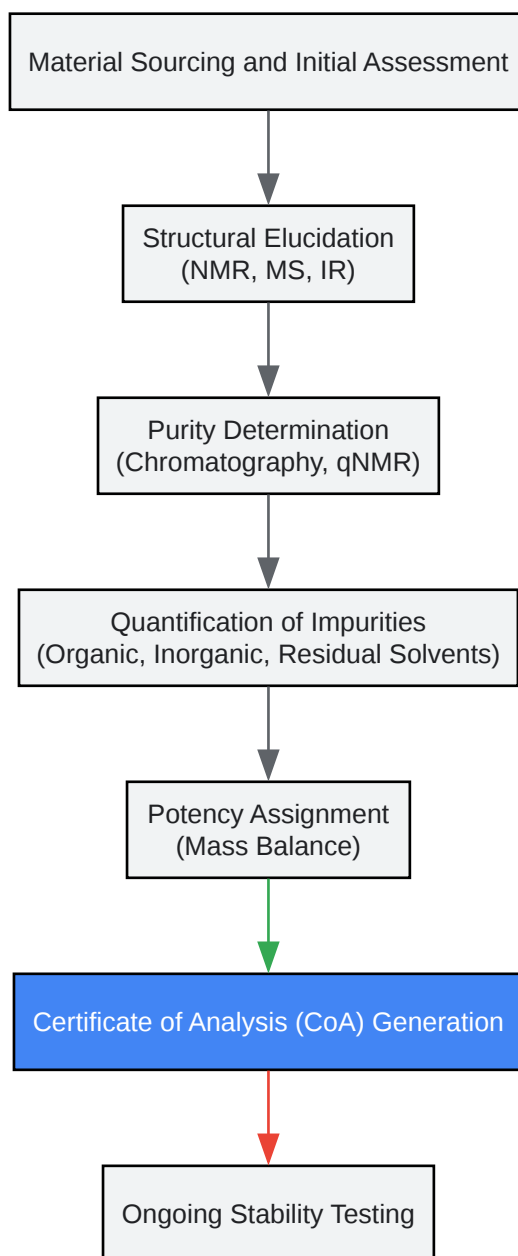 Material Sourcing and Initial Assessment
Structural Elucidation
(NMR, MS, IR)
Purity Determination
(Chromatography, qNMR)
Quantification of Impurities
(Organic, Inorganic, Residual Solvents)
Potency Assignment
(Mass Balance)
Certificate of Analysis (CoA) Generation
Ongoing Stability Testing